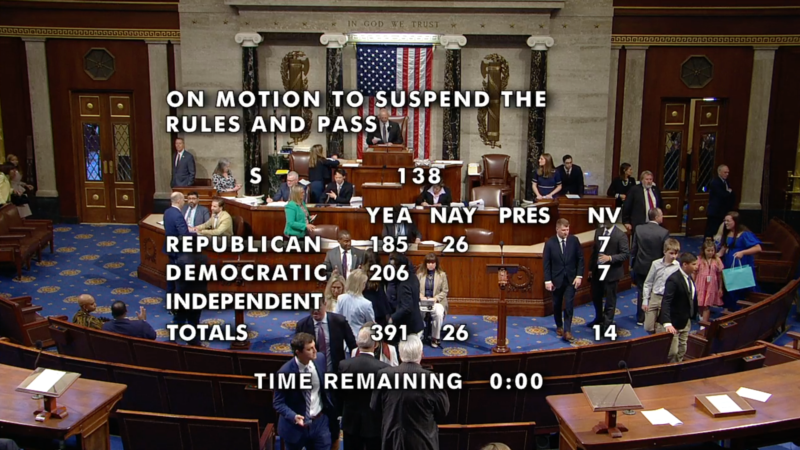 IN GOD WE TRUST
ON MOTION TO SUSPEND THE
RULES AND PASS
S 138
YEA NAY PRES NV
REPUBLICAN 185 26 7
DEMOCRATIC 206 7
INDEPENDENT
TOTALS 391 26 14
TIME REMAINING 0:00